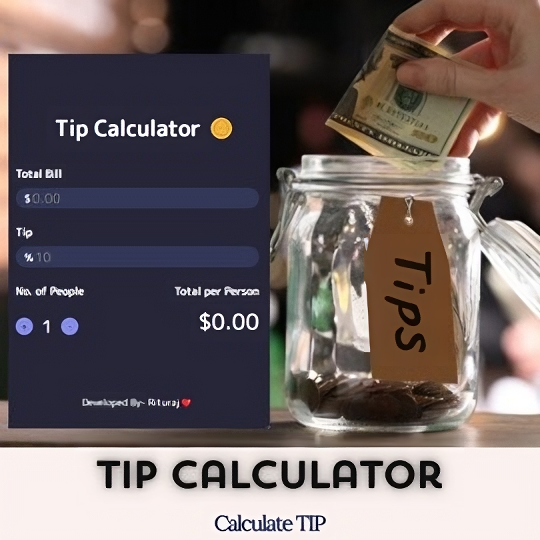 Tip Calculator
Total Bill
$0.00
Tip
% 10
No. of People
Total per Person
1
$0.00
Developed By- Rituraj
Tips
TIP CALCULATOR
Calculate TIP